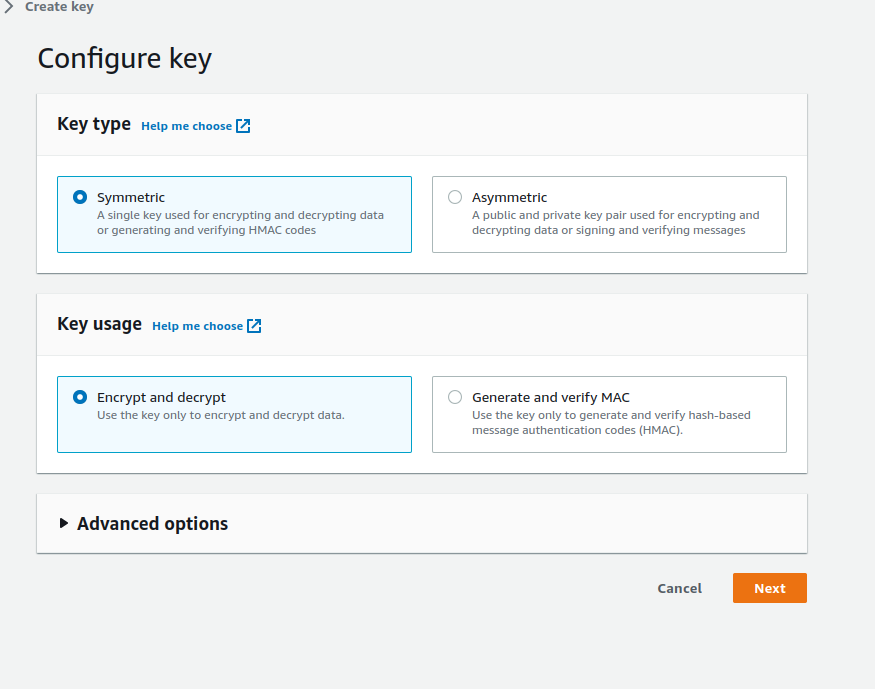 Create key
Configure key
Key type Help me choose
Symmetric
A single key used for encrypting and decrypting data
or generating and verifying HMAC codes
Asymmetric
A public and private key pair used for encrypting and
decrypting data or signing and verifying messages
Key usage Help me choose
Encrypt and decrypt
Use the key only to encrypt and decrypt data.
Generate and verify MAC
Use the key only to generate and verify hash-based
message authentication codes (HMAC).
Advanced options
Cancel
Next